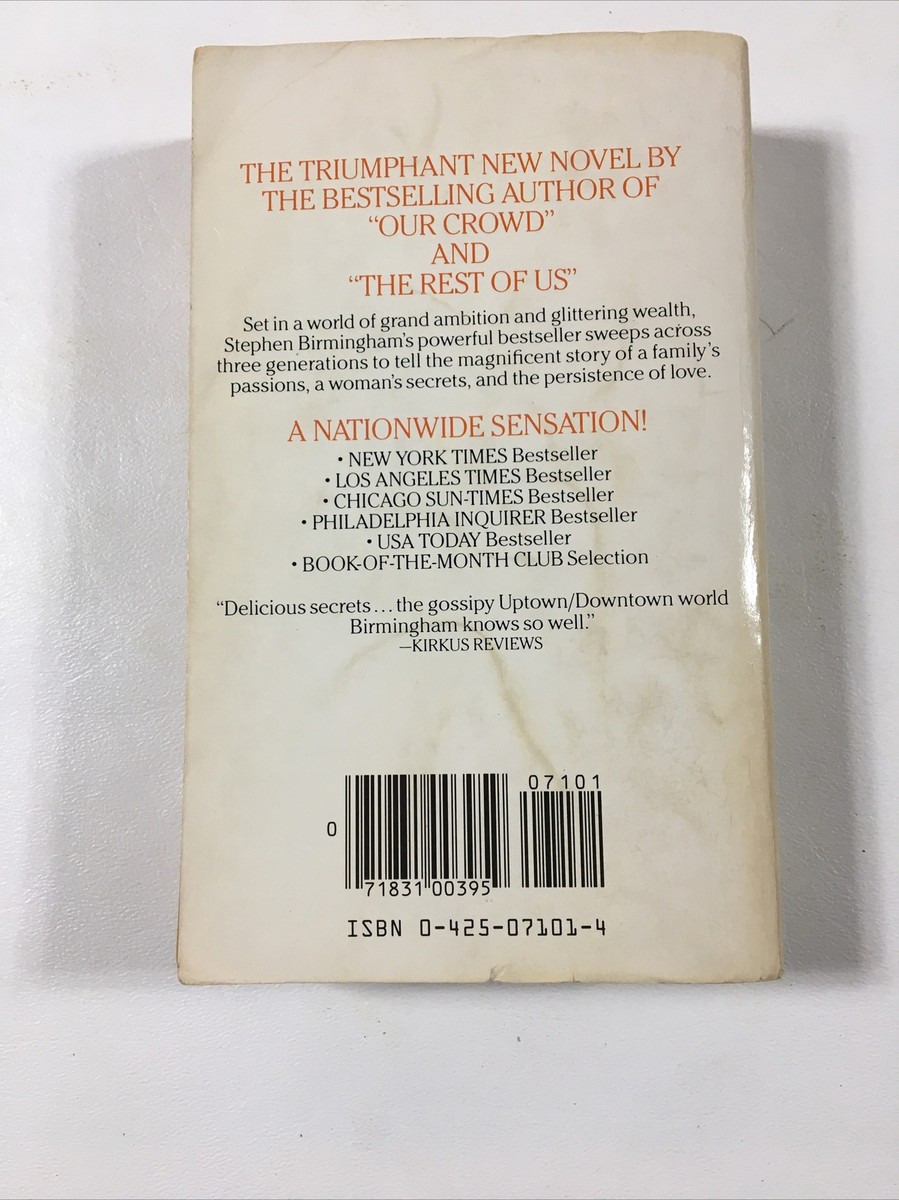 THE TRIUMPHANT NEW NOVEL BY
THE BESTSELLING AUTHOR OF
“OUR CROWD”
AND
“THE REST OF US”
Set in a world of grand ambition and glittering wealth,
Stephen Birmingham's powerful bestseller sweeps across
three generations to tell the magnificent story of a family's
passions, a woman's secrets, and the persistence of love.
A NATIONWIDE SENSATION!
• NEW YORK TIMES Bestseller
• LOS ANGELES TIMES Bestseller
• CHICAGO SUN-TIMES Bestseller
• PHILADELPHIA INQUIRER Bestseller
• USA TODAY Bestseller
• BOOK-OF-THE-MONTH CLUB Selection
“Delicious secrets...the gossipy Uptown/Downtown world
Birmingham knows so well.”
—KIRKUS REVIEWS
07101
0
71831 00395
ISBN 0-425-07101-4